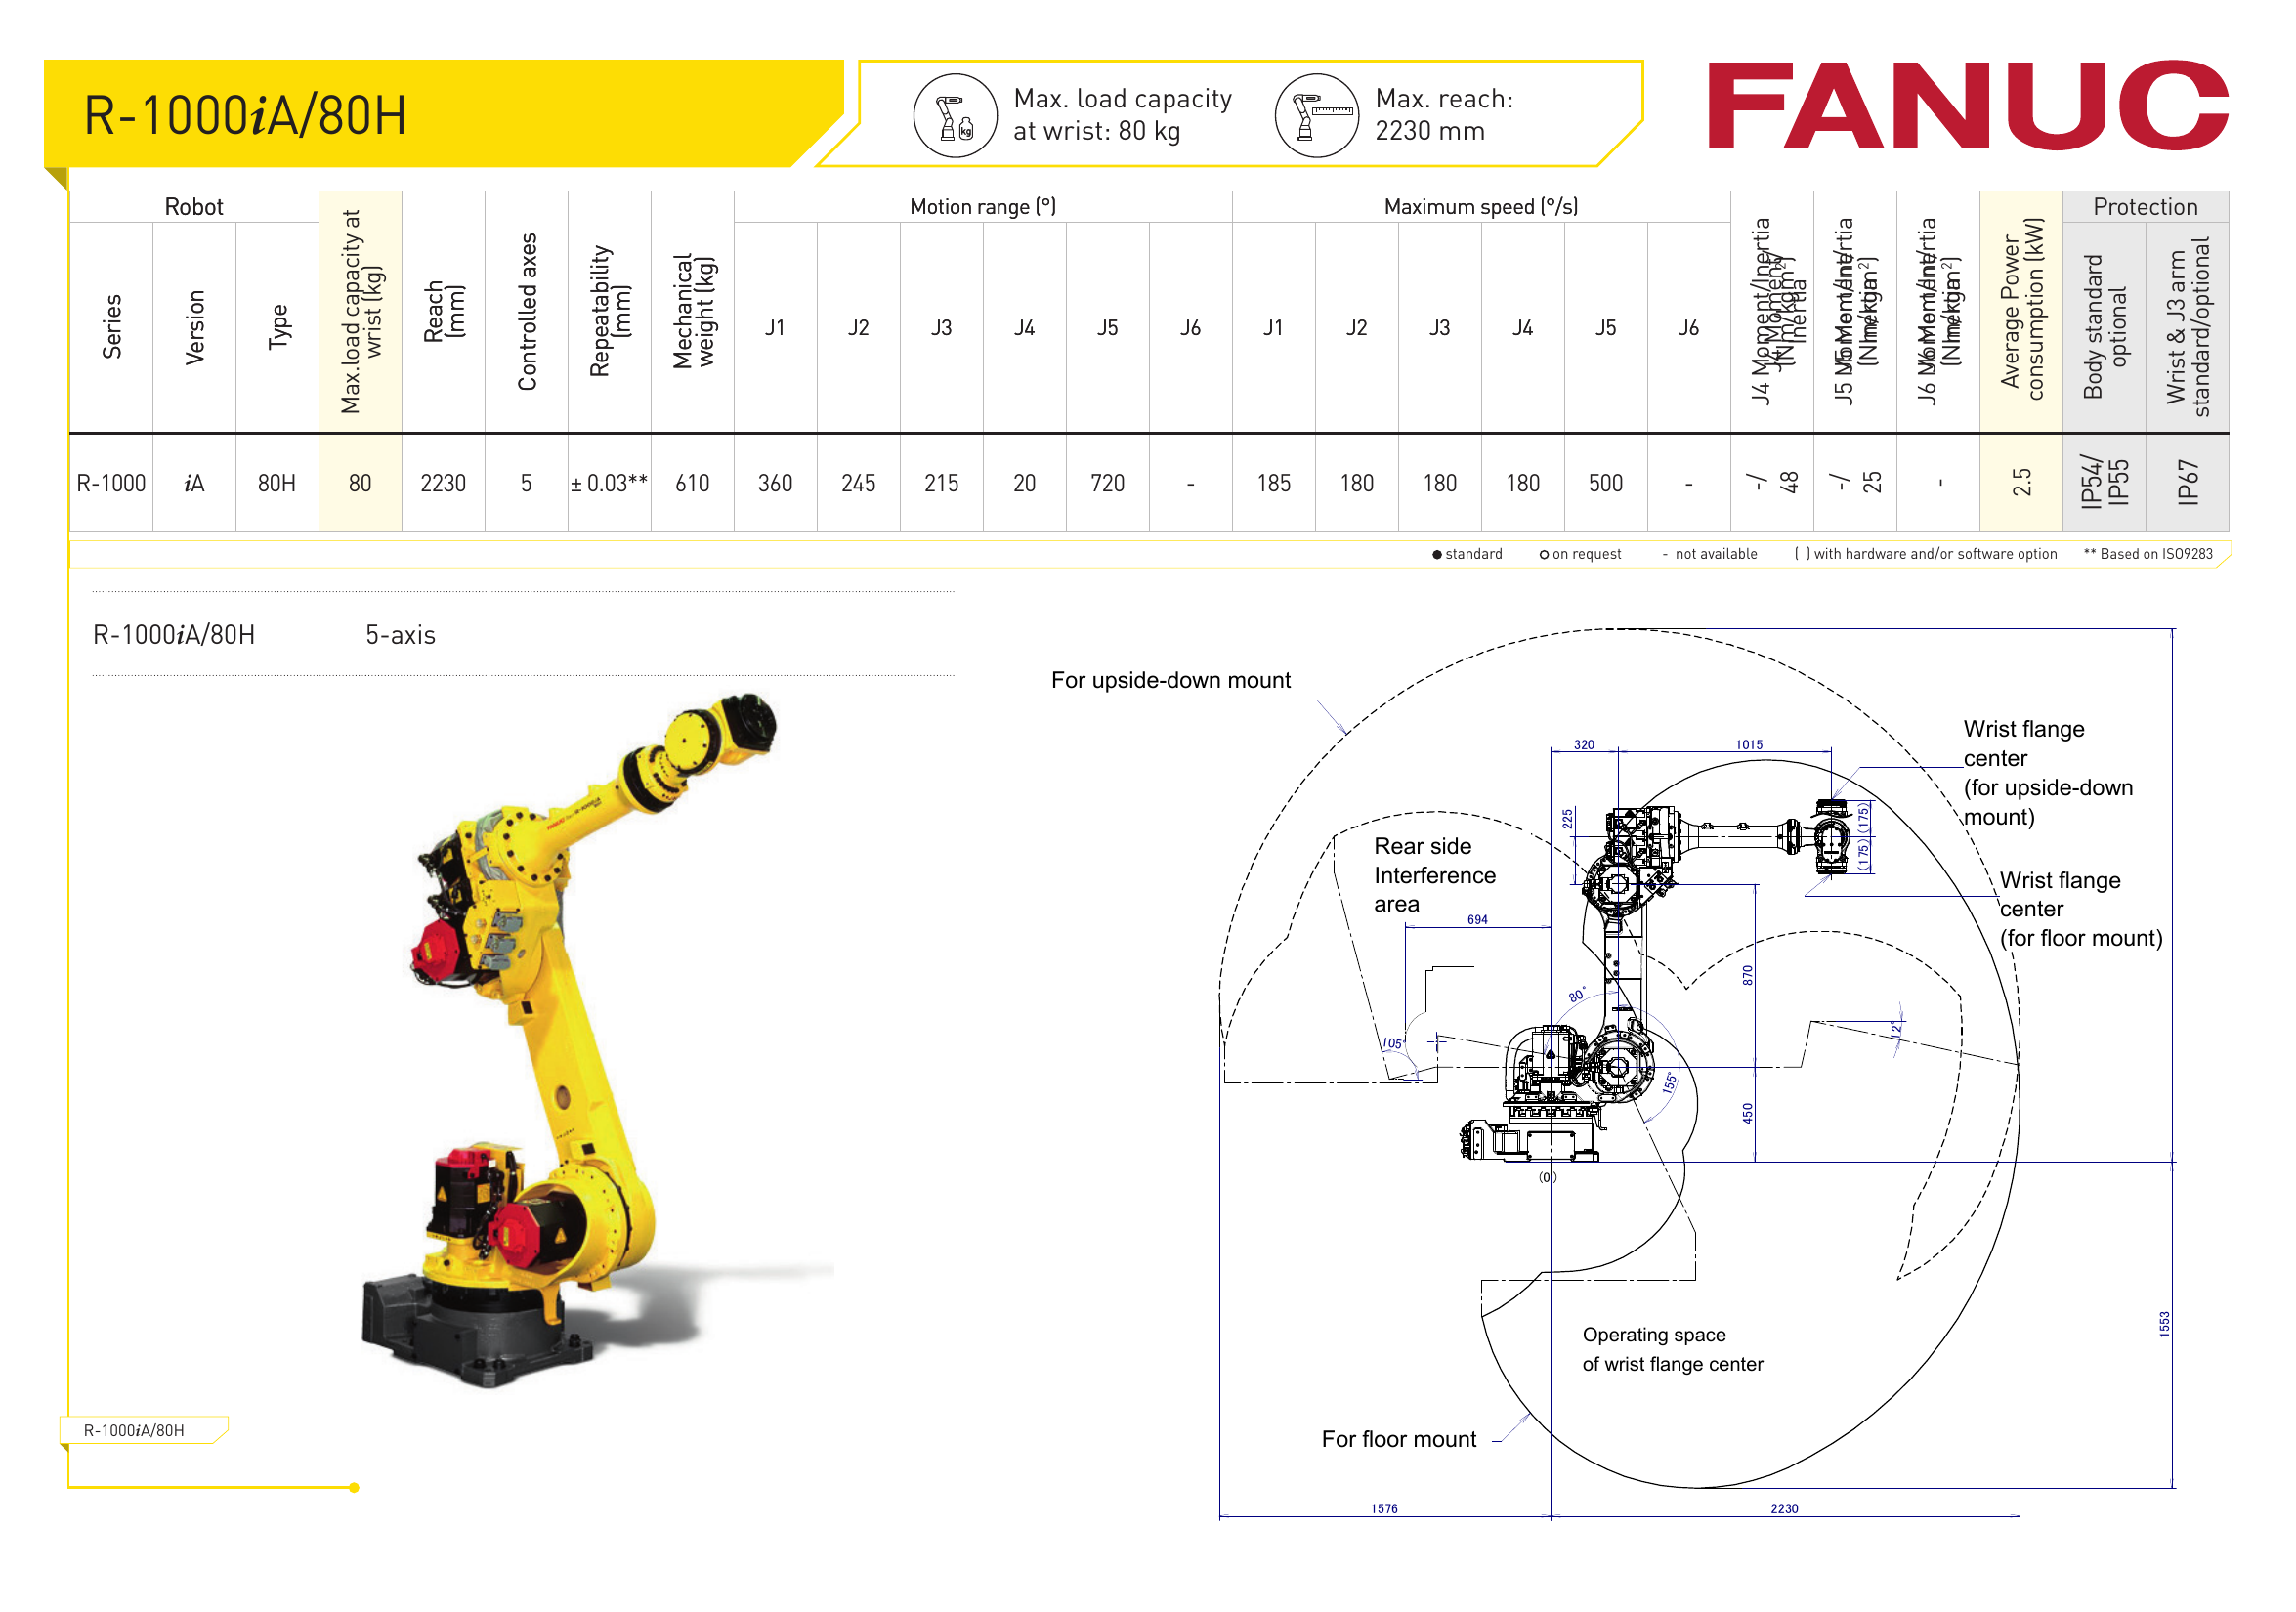 R-1000iA/80H
Max. load capacity
at wrist: 80 kg
Max. reach:
2230 mm
FANUC
Robot
Series
Version
Type
Max.load capacity at
wrist (kg)
Reach
(mm)
Controlled axes
Repeatability
(mm)
Mechanical
weight (kg)
Motion range (°)
J1 J2 J3 J4 J5 J6
Maximum speed (°/s)
J1 J2 J3 J4 J5 J6
J4 Moment/Inertia
(Nm/kgm²)
J5 Moment/Inertia
(Nm/kgm²)
J6 Moment/Inertia
(Nm/kgm²)
Average Power
consumption (kW)
Protection
Body standard
optional
Wrist & J3 arm
standard/optional
R-1000 iA 80H 80 2230 5 ± 0.03** 610 360 245 215 20 720 - 185 180 180 180 500 - -/ 48 -/ 25 - 2.5 IP54/ IP55 IP67
● standard ○ on request - not available ( ) with hardware and/or software option ** Based on ISO9283
R-1000iA/80H 5-axis
For upside-down mount
Wrist flange
center
(for upside-down
mount)
320
1015
225
(175)
(175)
Rear side
Interference
area
694
Wrist flange
center
(for floor mount)
870
80°
105°
12°
155°
450
(0)
1553
Operating space
of wrist flange center
For floor mount
1576
2230
R-1000iA/80H